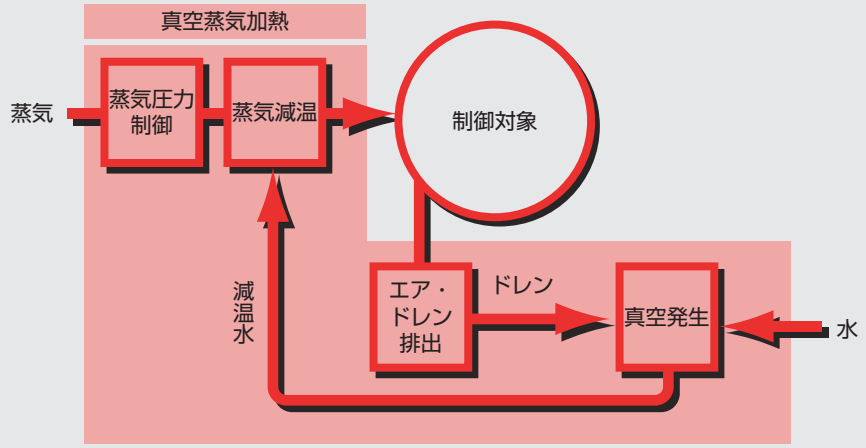 真空蒸気加熱
蒸気
蒸気圧力
制御
蒸気減温
制御対象
減温水
エア・
ドレン
排出
ドレン
真空発生
水